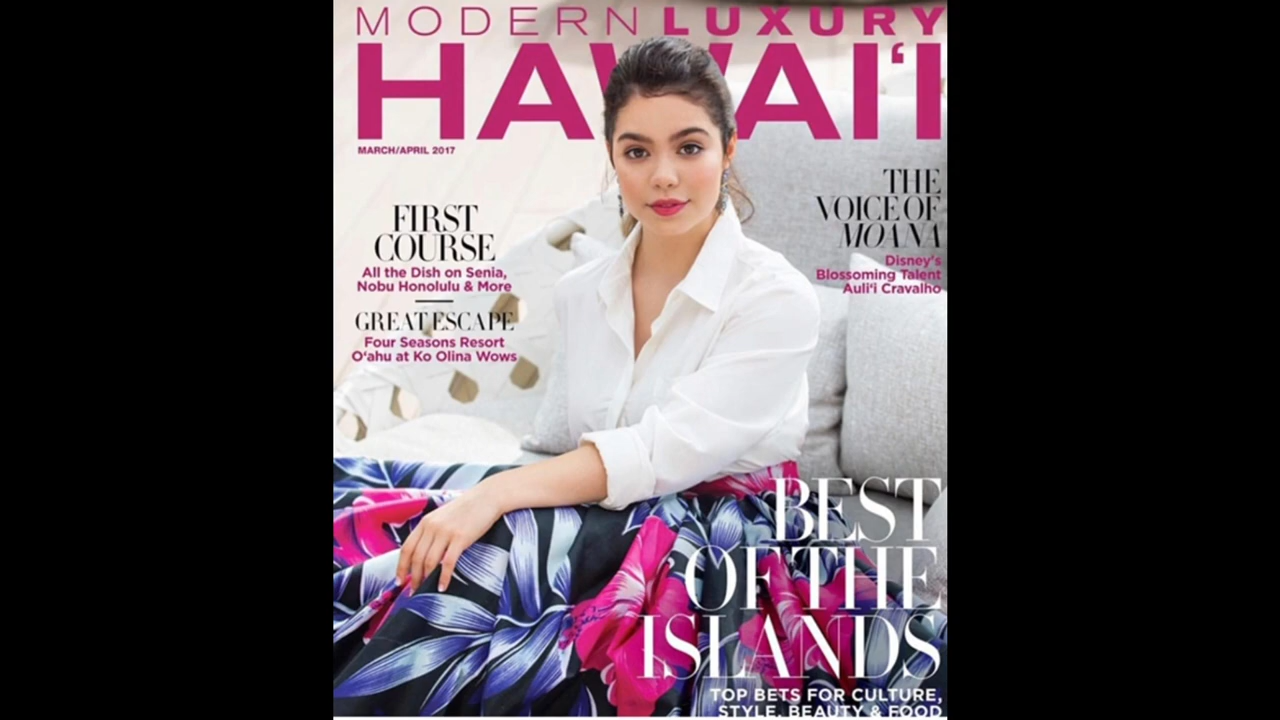 MODERN LUXURY
HAWAI‘I
MARCH/APRIL 2017
FIRST
COURSE
All the Dish on Senia,
Nobu Honolulu & More
GREAT ESCAPE
Four Seasons Resort
O‘ahu at Ko Olina Wows
THE
VOICE OF
MOANA
Disney's
Blossoming Talent
Auli‘i Cravalho
BEST
OF THE
ISLANDS
TOP BETS FOR CULTURE,
STYLE, BEAUTY & FOOD